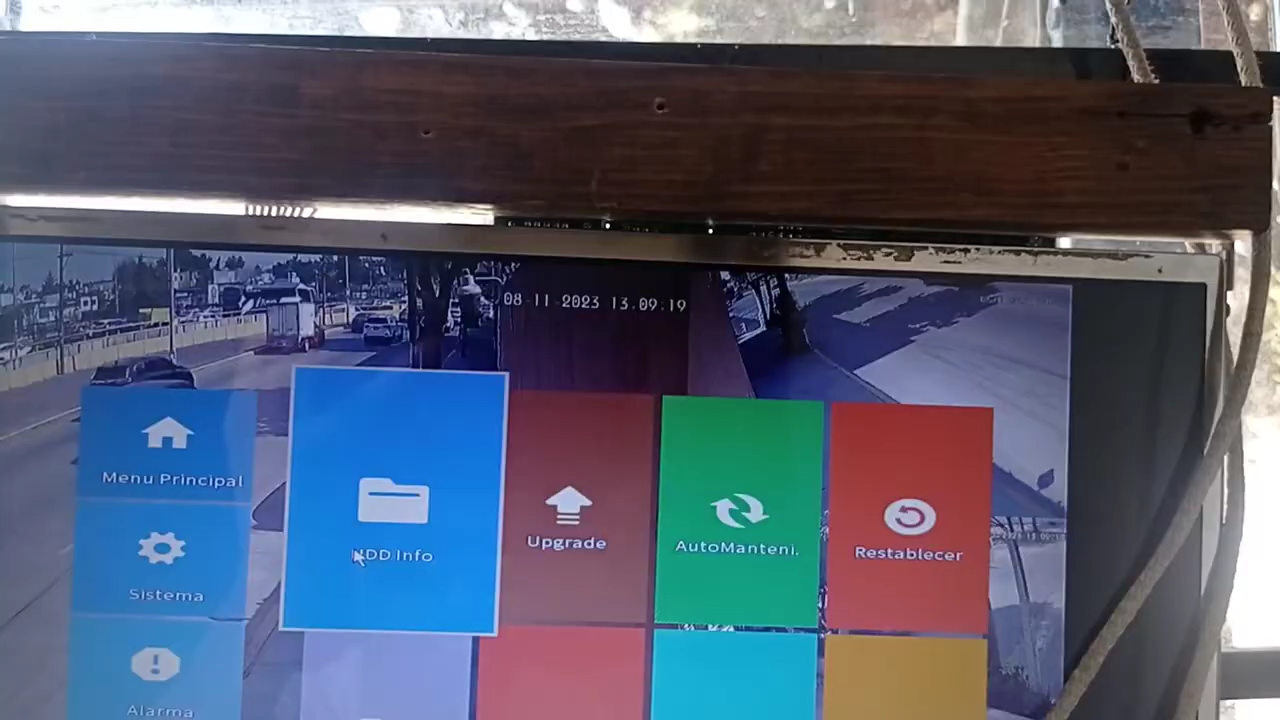 08-11-2023 13:09:19
Menu Principal
HDD Info
Upgrade
AutoManteni.
Restablecer
Sistema
Alarma